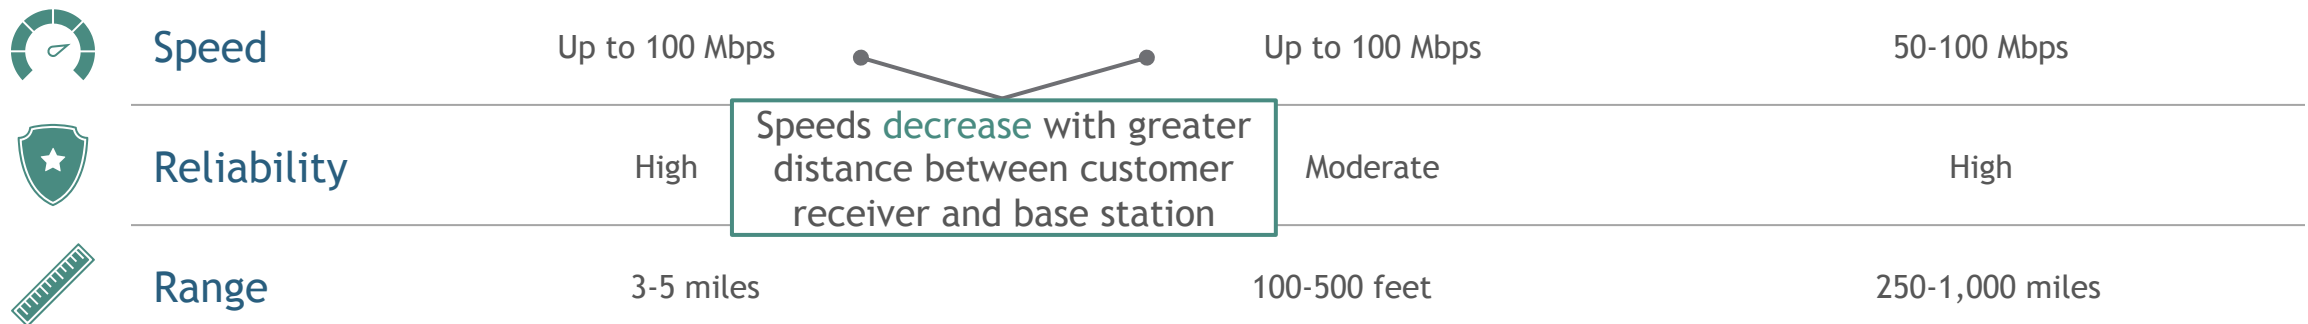 Speed Up to 100 Mbps Up to 100 Mbps 50-100 Mbps
Speeds decrease with greater
distance between customer
receiver and base station
Reliability High Moderate High
Range 3-5 miles 100-500 feet 250-1,000 miles